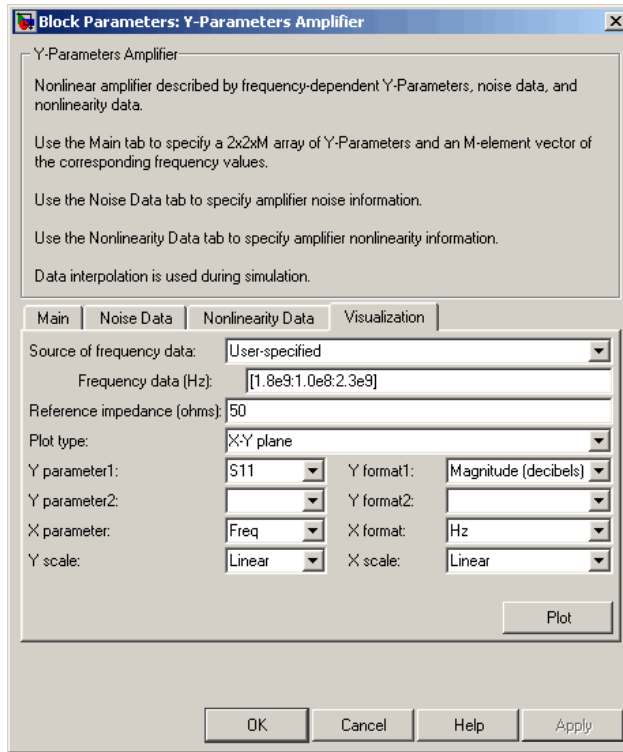 Block Parameters: Y-Parameters Amplifier
Y-Parameters Amplifier
Nonlinear amplifier described by frequency-dependent Y-Parameters, noise data, and
nonlinearity data.
Use the Main tab to specify a 2x2xM array of Y-Parameters and an M-element vector of
the corresponding frequency values.
Use the Noise Data tab to specify amplifier noise information.
Use the Nonlinearity Data tab to specify amplifier nonlinearity information.
Data interpolation is used during simulation.
Main Noise Data Nonlinearity Data Visualization
Source of frequency data: User-specified
Frequency data (Hz): [1.8e9:1.0e8:2.3e9]
Reference impedance (ohms): 50
Plot type: X-Y plane
Y parameter1: S11 Y format1: Magnitude (decibels)
Y parameter2: Y format2:
X parameter: Freq X format: Hz
Y scale: Linear X scale: Linear
Plot
OK Cancel Help Apply